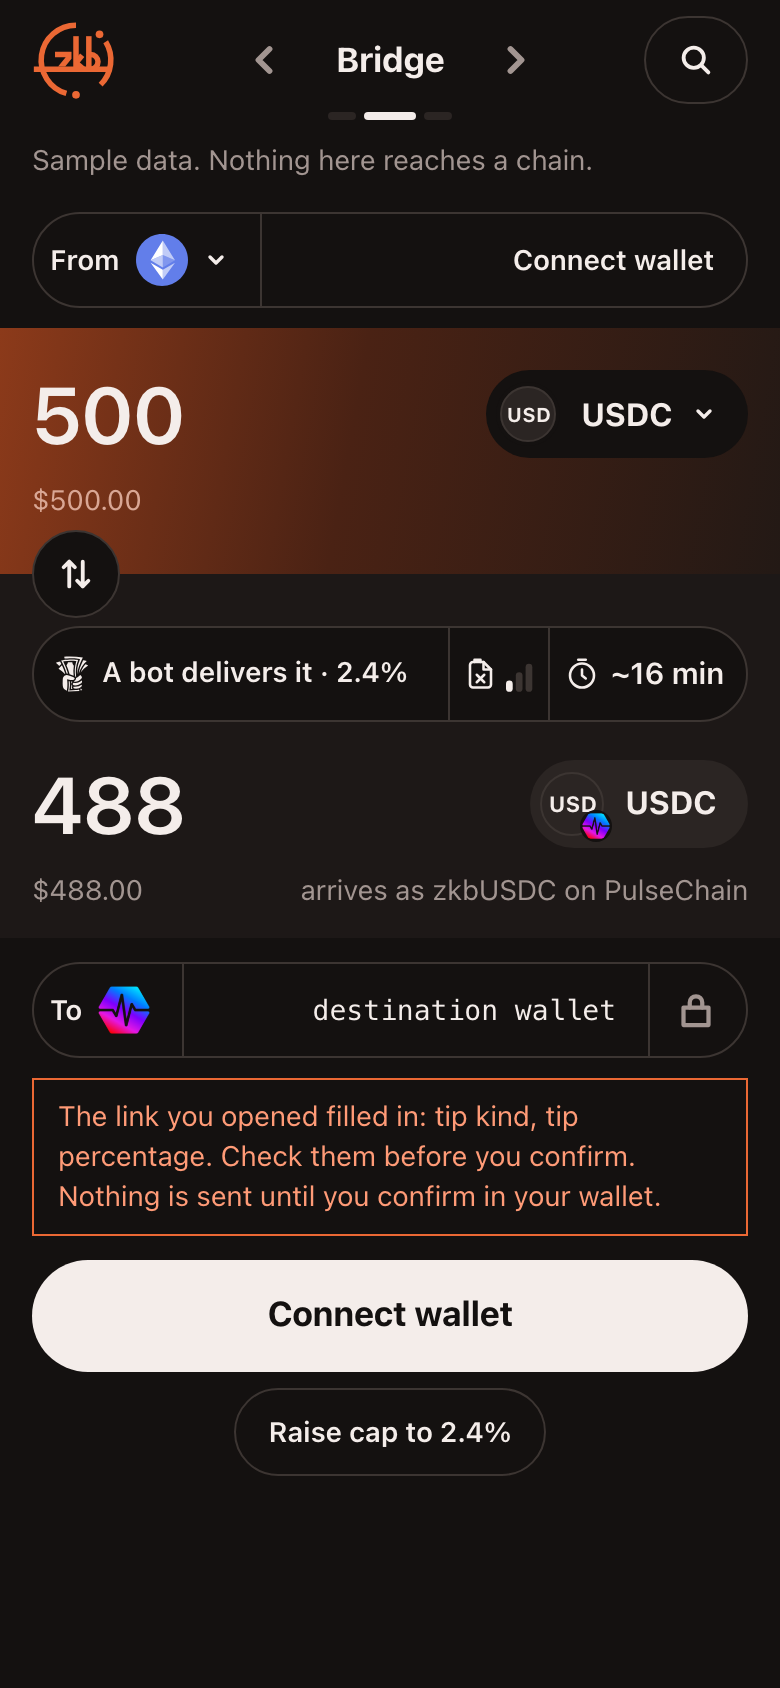 zkb
Bridge
Sample data. Nothing here reaches a chain.
From
Connect wallet
500
USD
USDC
$500.00
A bot delivers it · 2.4%
~16 min
488
USD
USDC
$488.00
arrives as zkbUSDC on PulseChain
To
destination wallet
The link you opened filled in: tip kind, tip
percentage. Check them before you confirm.
Nothing is sent until you confirm in your wallet.
Connect wallet
Raise cap to 2.4%